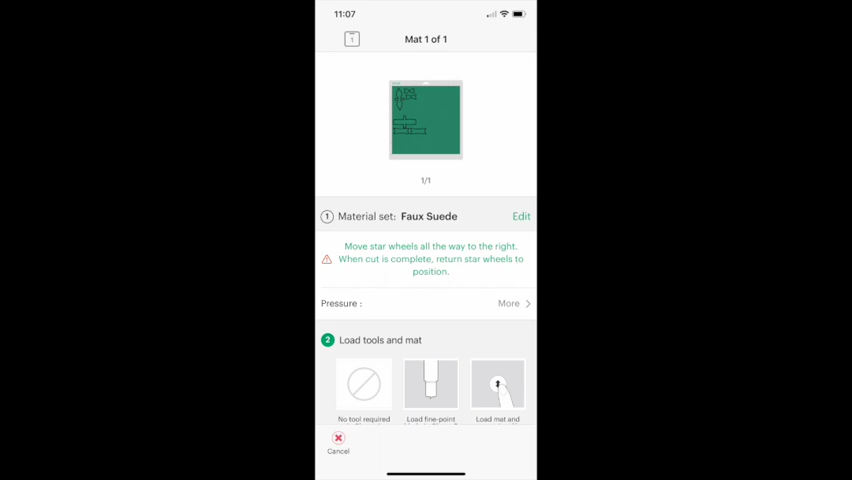 11:07
1
Mat 1 of 1
1/1
1 Material set: Faux Suede Edit
Move star wheels all the way to the right.
When cut is complete, return star wheels to
position.
Pressure : More
2 Load tools and mat
No tool required
Load fine-point
Load mat and
Cancel